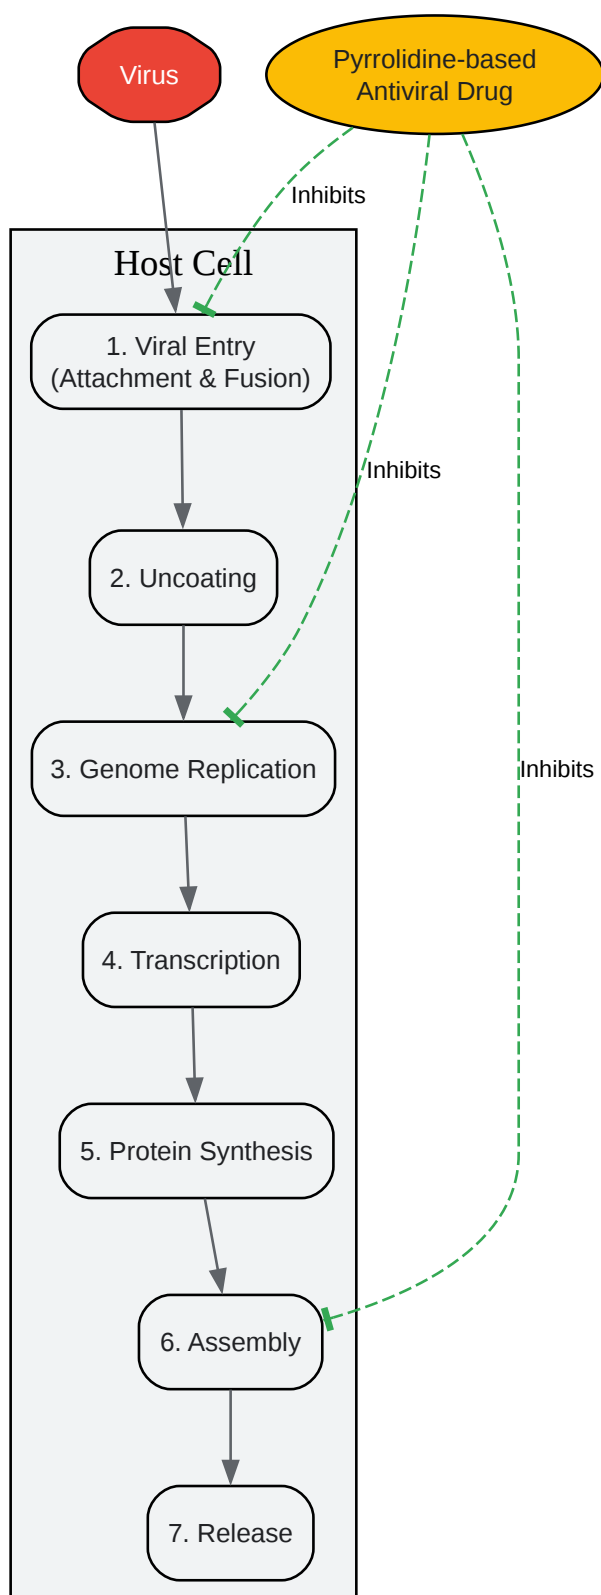 Virus
Pyrrolidine-based
Antiviral Drug
Inhibits
Host Cell
1. Viral Entry
(Attachment & Fusion)
Inhibits
2. Uncoating
3. Genome Replication
Inhibits
4. Transcription
5. Protein Synthesis
6. Assembly
7. Release